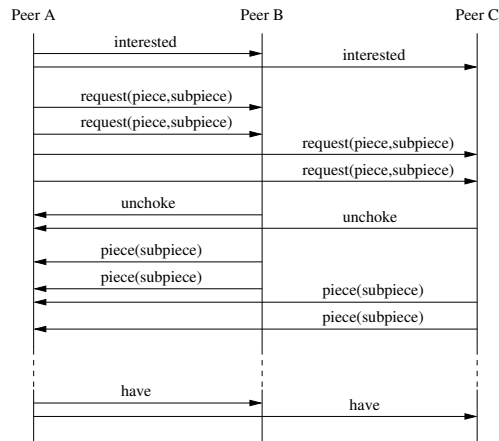 Peer A Peer B Peer C
interested
interested
request(piece,subpiece)
request(piece,subpiece)
request(piece,subpiece)
request(piece,subpiece)
unchoke
unchoke
piece(subpiece)
piece(subpiece)
piece(subpiece)
piece(subpiece)
have
have